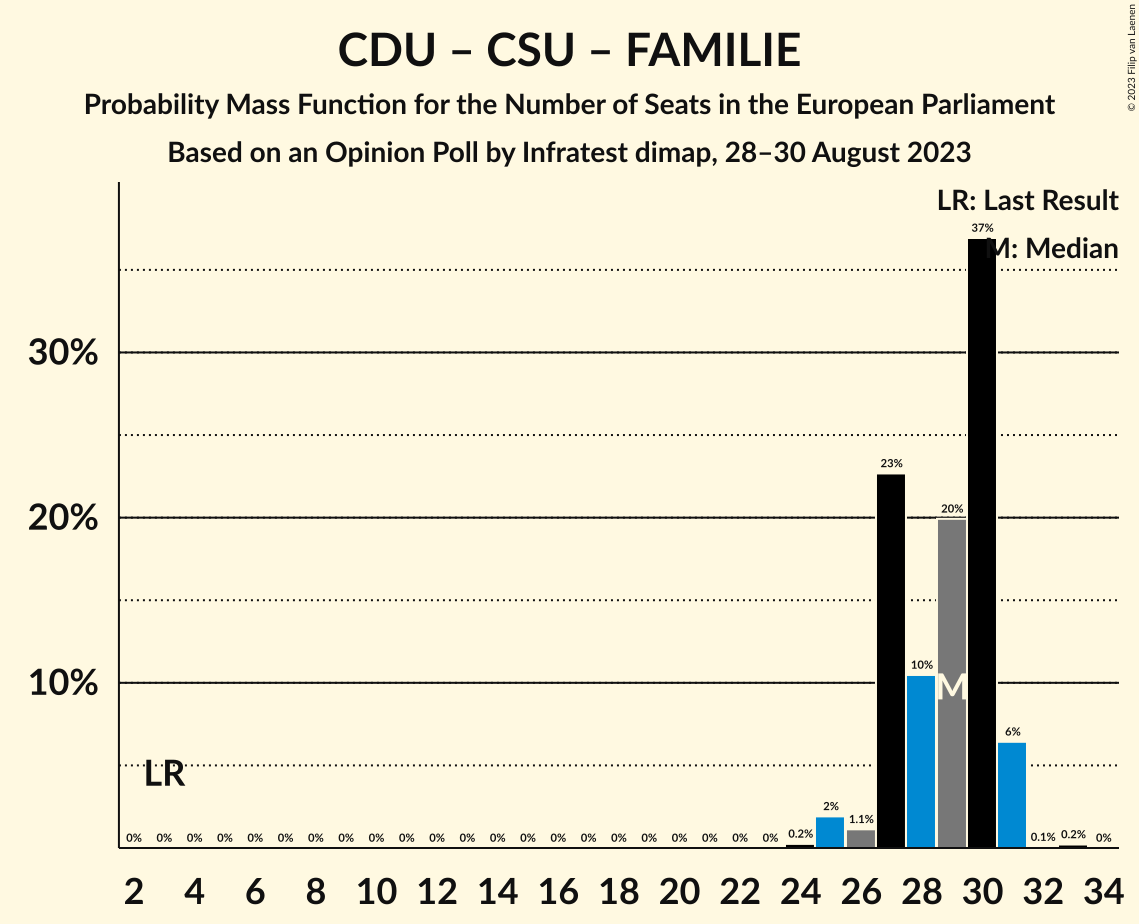 CDU – CSU – FAMILIE
Probability Mass Function for the Number of Seats in the European Parliament
Based on an Opinion Poll by Infratest dimap, 28–30 August 2023
© 2023 Filip van Laenen
LR: Last Result
M: Median
37%
30%
23%
20%
20%
10%
10%
M
6%
LR
0% 0% 0% 0% 0% 0% 0% 0% 0% 0% 0% 0% 0% 0% 0% 0% 0% 0% 0% 0% 0% 0% 0.2% 2% 1.1% 0.1% 0.2% 0%
2 4 6 8 10 12 14 16 18 20 22 24 26 28 30 32 34